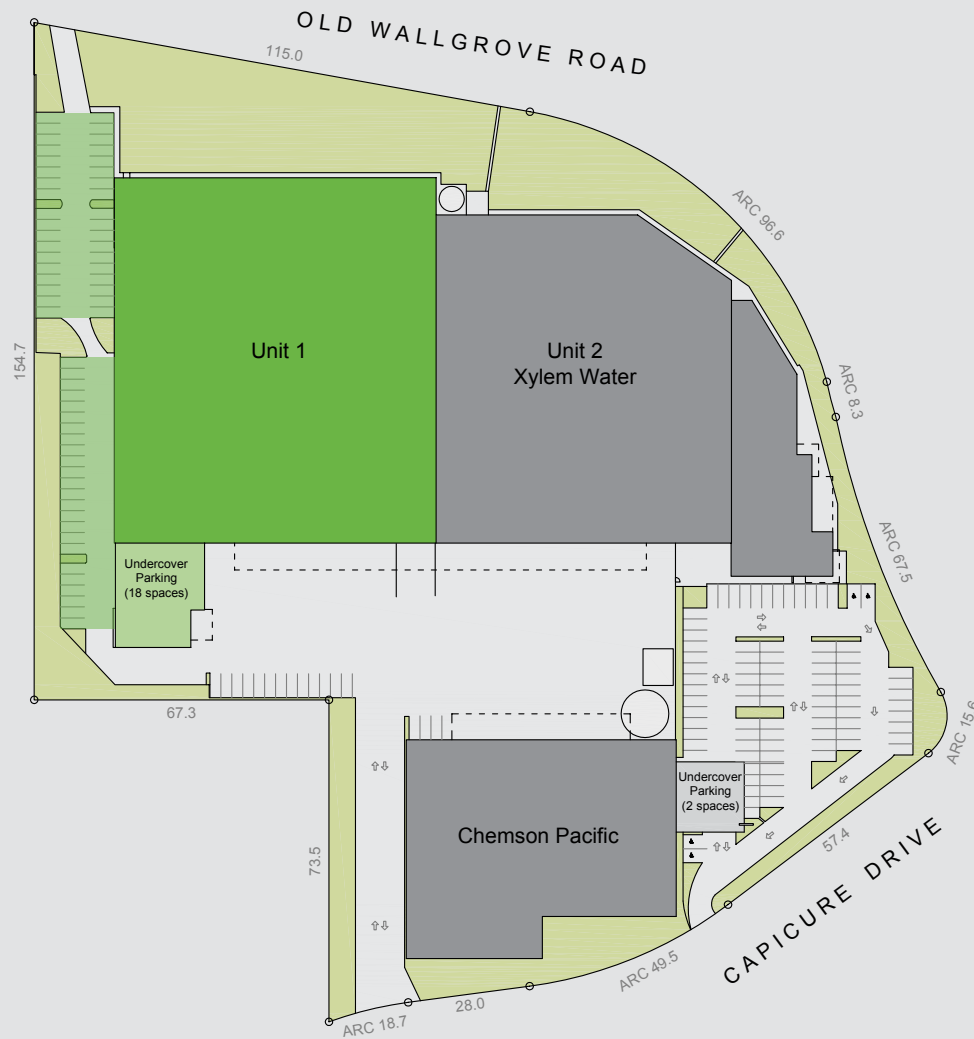 OLD WALLGROVE ROAD
115.0
ARC 96.6
154.7
Unit 1
Unit 2
Xylem Water
ARC 8.3
ARC 67.5
Undercover
Parking
(18 spaces)
67.3
ARC 15.6
Undercover
Parking
(2 spaces)
Chemson Pacific
73.5
57.4
CAPICURE DRIVE
ARC 49.5
28.0
ARC 18.7